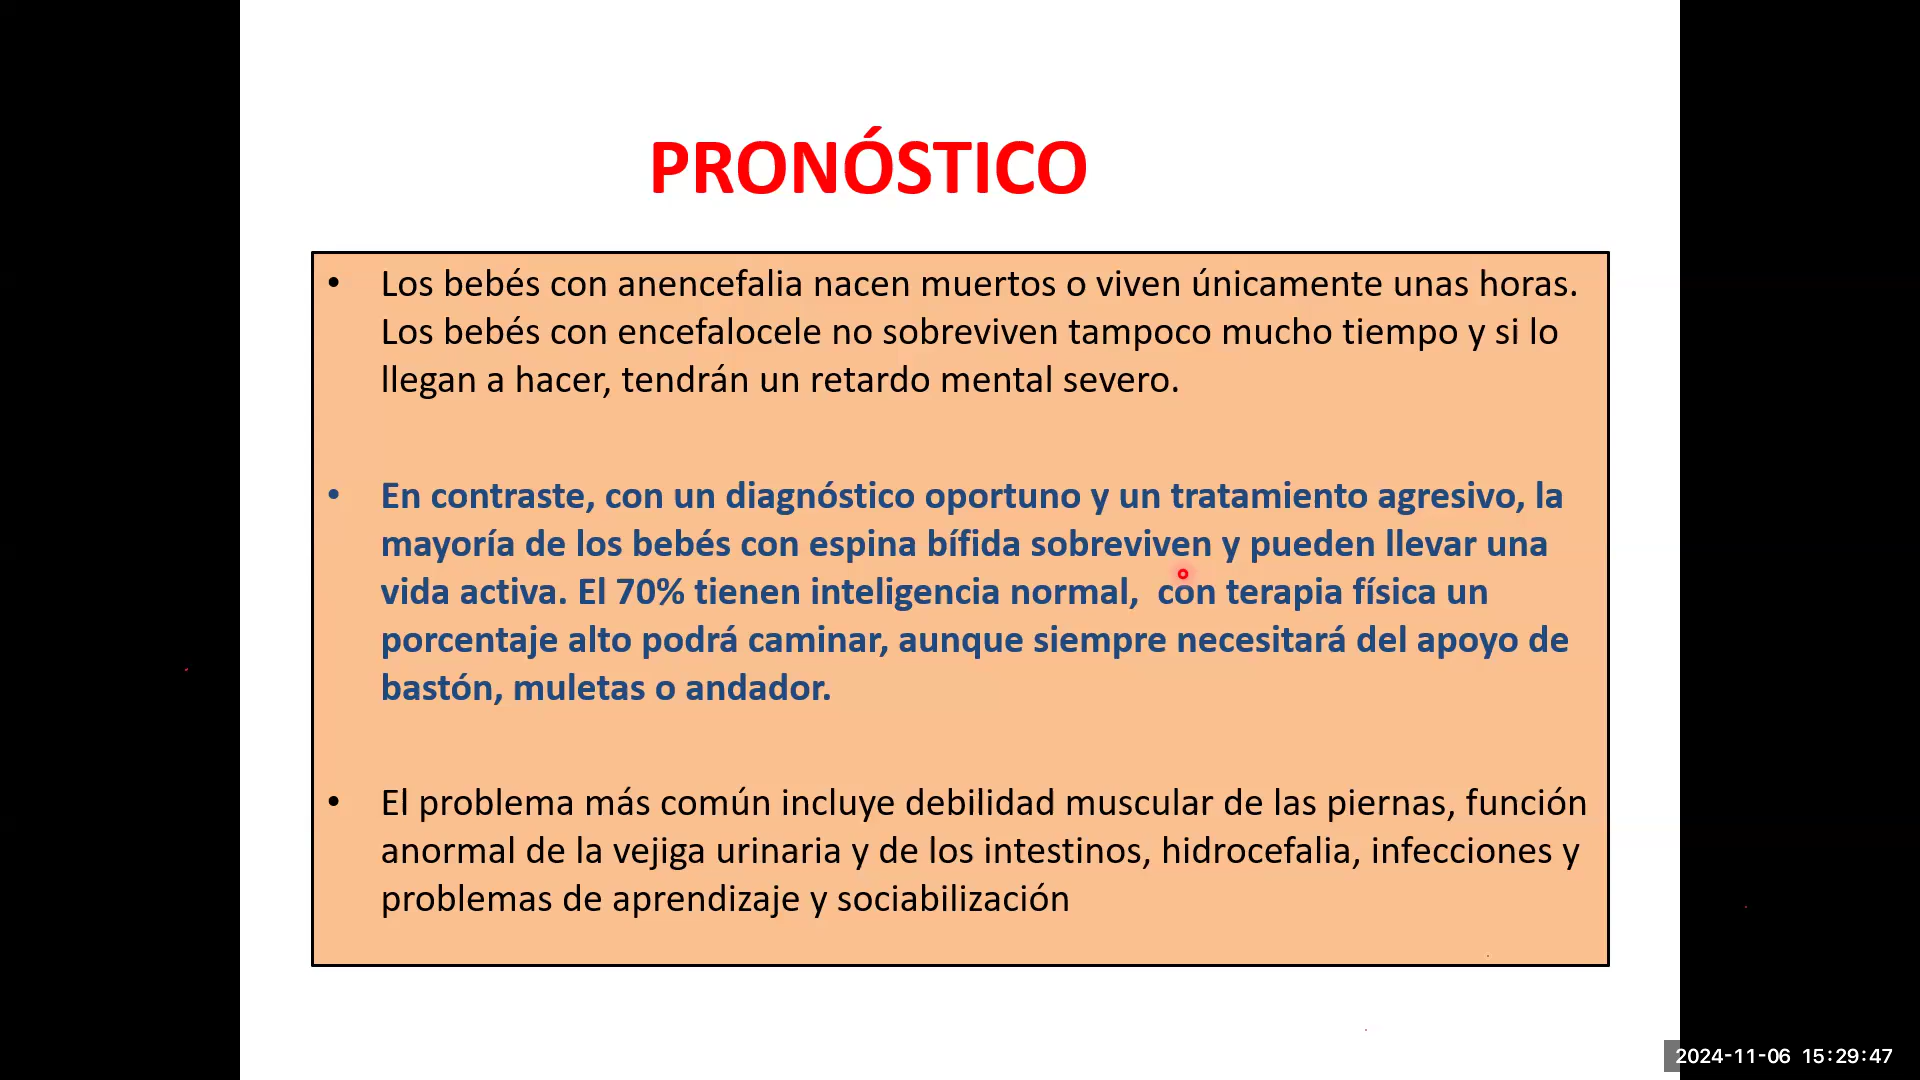 PRONÓSTICO
• Los bebés con anencefalia nacen muertos o viven únicamente unas horas.
Los bebés con encefalocele no sobreviven tampoco mucho tiempo y si lo
llegan a hacer, tendrán un retardo mental severo.
• En contraste, con un diagnóstico oportuno y un tratamiento agresivo, la
mayoría de los bebés con espina bífida sobreviven y pueden llevar una
vida activa. El 70% tienen inteligencia normal,  con terapia física un
porcentaje alto podrá caminar, aunque siempre necesitará del apoyo de
bastón, muletas o andador.
• El problema más común incluye debilidad muscular de las piernas, función
anormal de la vejiga urinaria y de los intestinos, hidrocefalia, infecciones y
problemas de aprendizaje y sociabilización
2024-11-06 15:29:47